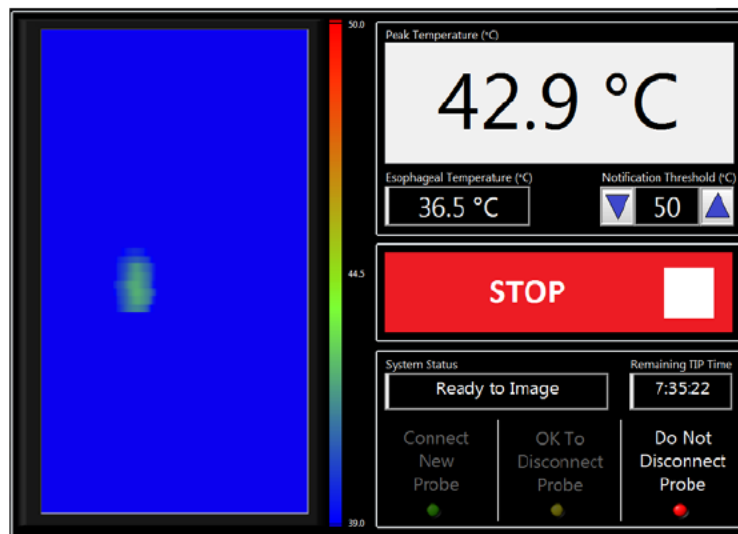 50.0
44.5
39.0
Peak Temperature (°C)
42.9 °C
Esophageal Temperature (°C)
Notification Threshold (°C)
36.5 °C
50
STOP
System Status
Remaining TIP Time
Ready to Image
7:35:22
Connect
New
Probe
OK To
Disconnect
Probe
Do Not
Disconnect
Probe